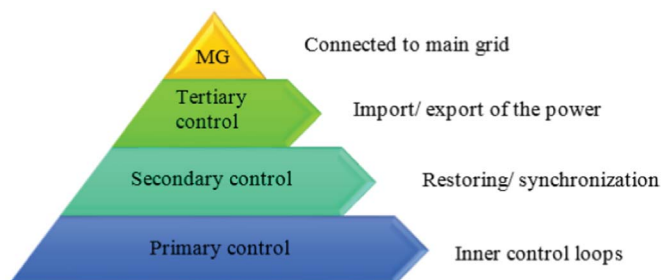 MG
Connected to main grid
Tertiary
control
Import/ export of the power
Secondary control
Restoring/ synchronization
Primary control
Inner control loops